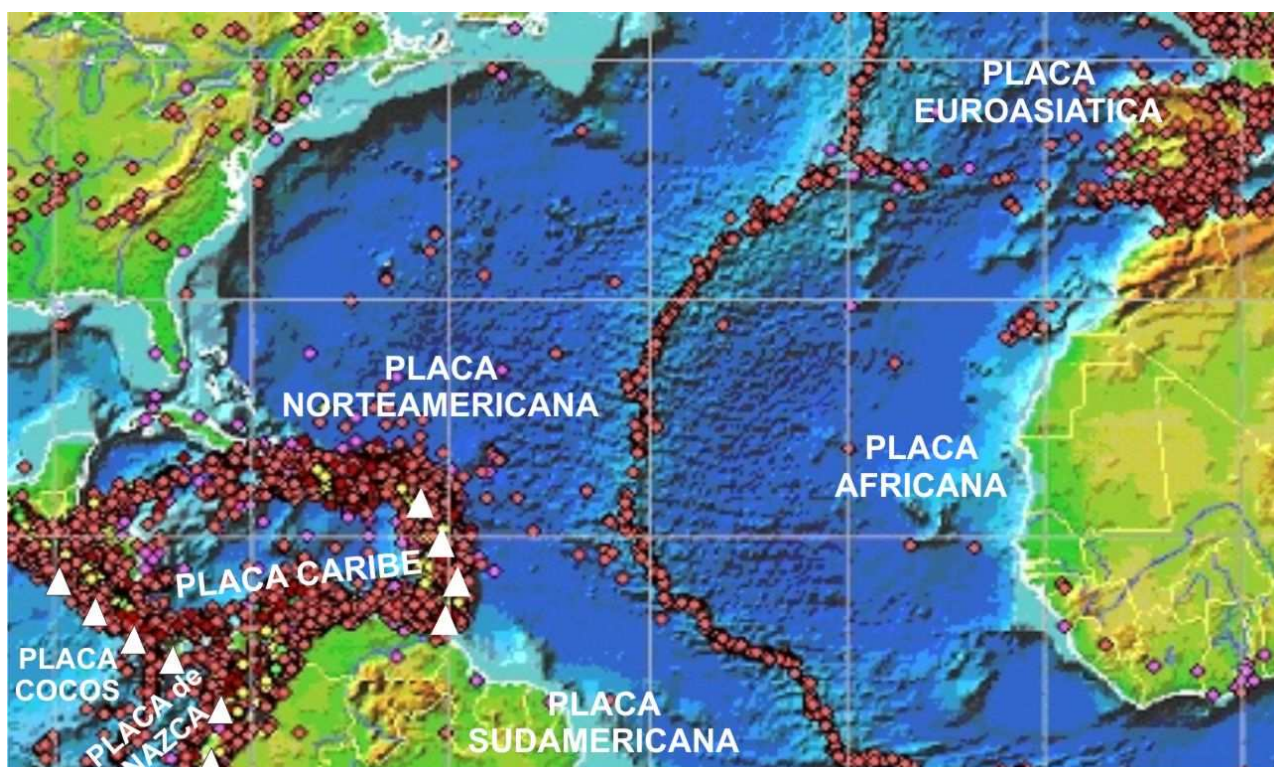 PLACA
EUROASIATICA
PLACA
NORTEAMERICANA
PLACA
AFRICANA
PLACA CARIBE
PLACA
COCOS
PLACA de
NAZCA
PLACA
SUDAMERICANA